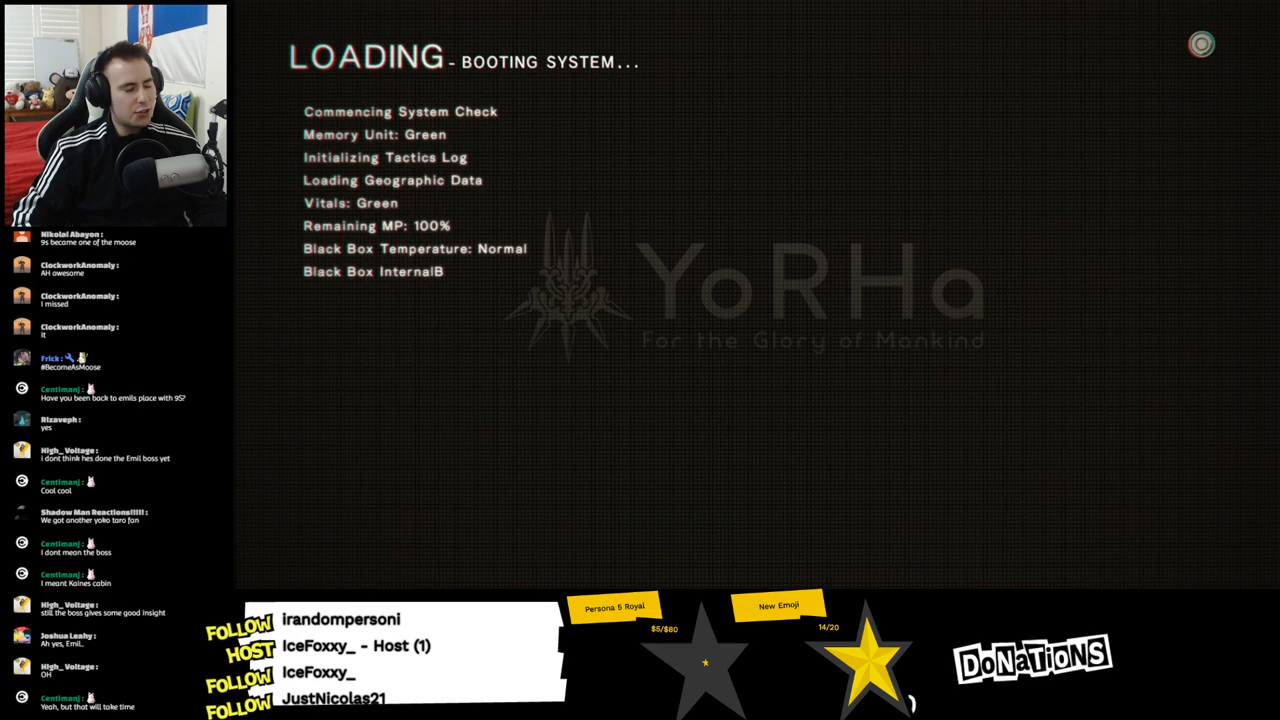 LOADING - BOOTING SYSTEM...
Commencing System Check
Memory Unit: Green
Initializing Tactics Log
Loading Geographic Data
Vitals: Green
Remaining MP: 100%
Black Box Temperature: Normal
Black Box InternalB
YoRHa
For the Glory of Mankind
Nikolai Abayon :
9s became one of the moose
ClockworkAnomaly :
AH awesome
ClockworkAnomaly :
I missed
ClockworkAnomaly :
it
Frick :
#BecomeAsMoose
Centimanj :
Have you been back to emils place with 9S?
Rizaveph :
yes
High_Voltage :
I dont think hes done the Emil boss yet
Centimanj :
Cool cool
Shadow Man Reactions!!!!! :
We got another yoko taro fan
Centimanj :
I dont mean the boss
Centimanj :
I meant Kaines cabin
High_Voltage :
still the boss gives some good insight
Joshua Leahy :
Ah yes, Emil..
High_Voltage :
OH
Centimanj :
Yeah, but that will take time
FOLLOW irandompersoni
HOST IceFoxxy_ - Host (1)
FOLLOW IceFoxxy_
FOLLOW JustNicolas21
Persona 5 Royal
$5/$80
New Emoji
14/20
DONATIONS